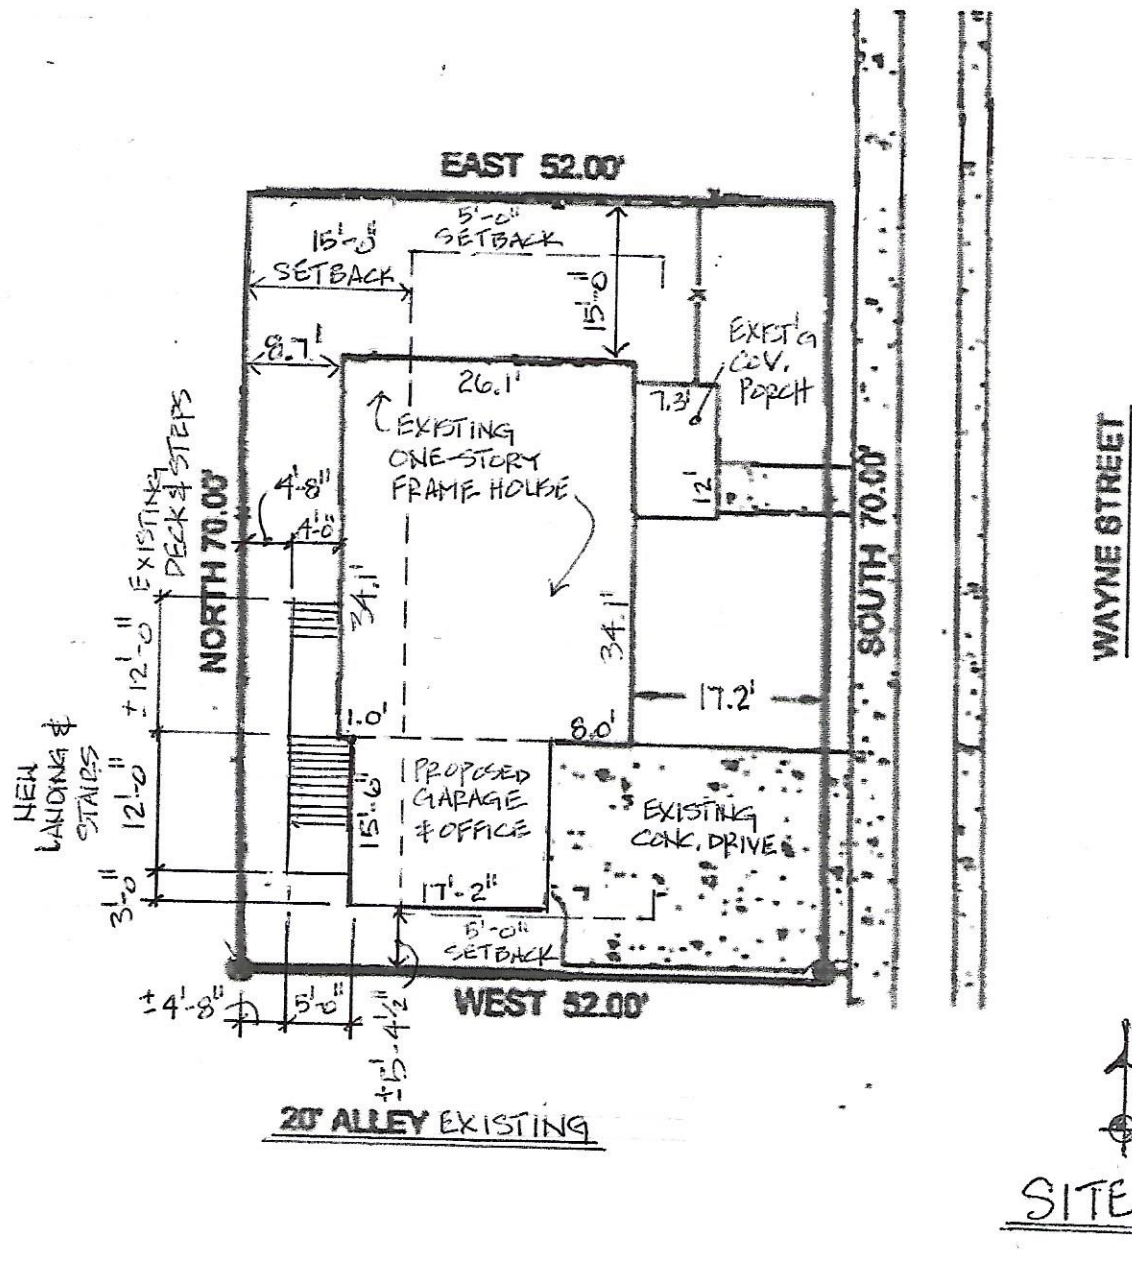 EAST 52.00'
5'-0"
SETBACK
15'-0"
SETBACK
15'-0"
8.7'
26.1'
EXIST'G
COV.
PORCH
7.3'
12'
EXISTING
ONE-STORY
FRAME HOUSE
4'-8"
4'-0"
EXISTING
DECK & STEPS
NORTH 70.00'
34.1'
34.1'
SOUTH 70.00'
WAYNE STREET
± 12'-0"
17.2'
8.0
NEW
LANDING &
STAIRS
12'-0"
3'-0"
15'-6"
PROPOSED
GARAGE
& OFFICE
EXISTING
CONC. DRIVE
17'-2"
5'-0"
SETBACK
WEST 52.00'
±4'-8"
5'-0"
±5'-4½"
20' ALLEY EXISTING
SITE